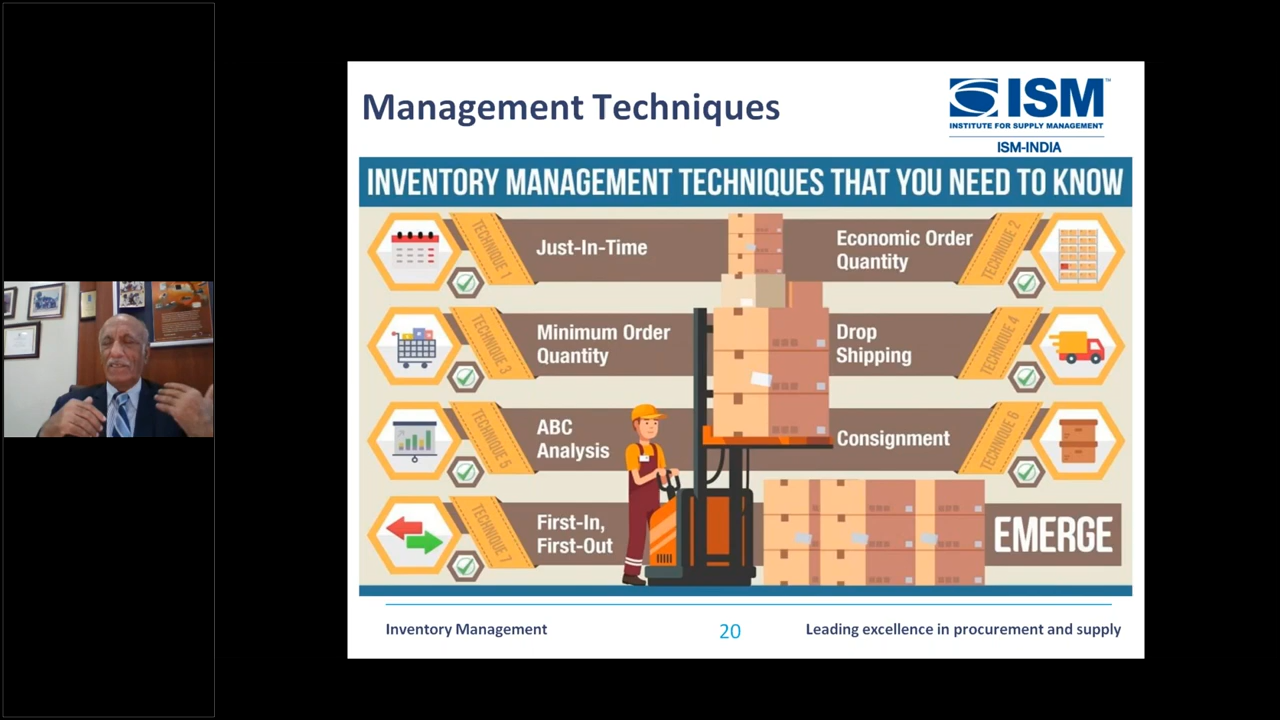 Management Techniques
ISM™
INSTITUTE FOR SUPPLY MANAGEMENT
ISM-INDIA
INVENTORY MANAGEMENT TECHNIQUES THAT YOU NEED TO KNOW
TECHNIQUE 1
Just-In-Time
Economic Order
Quantity
TECHNIQUE 2
Minimum Order
Quantity
TECHNIQUE 3
Drop
Shipping
TECHNIQUE 4
ABC
Analysis
TECHNIQUE 5
Consignment
TECHNIQUE 6
First-In,
First-Out
TECHNIQUE 7
EMERGE
Inventory Management
20
Leading excellence in procurement and supply